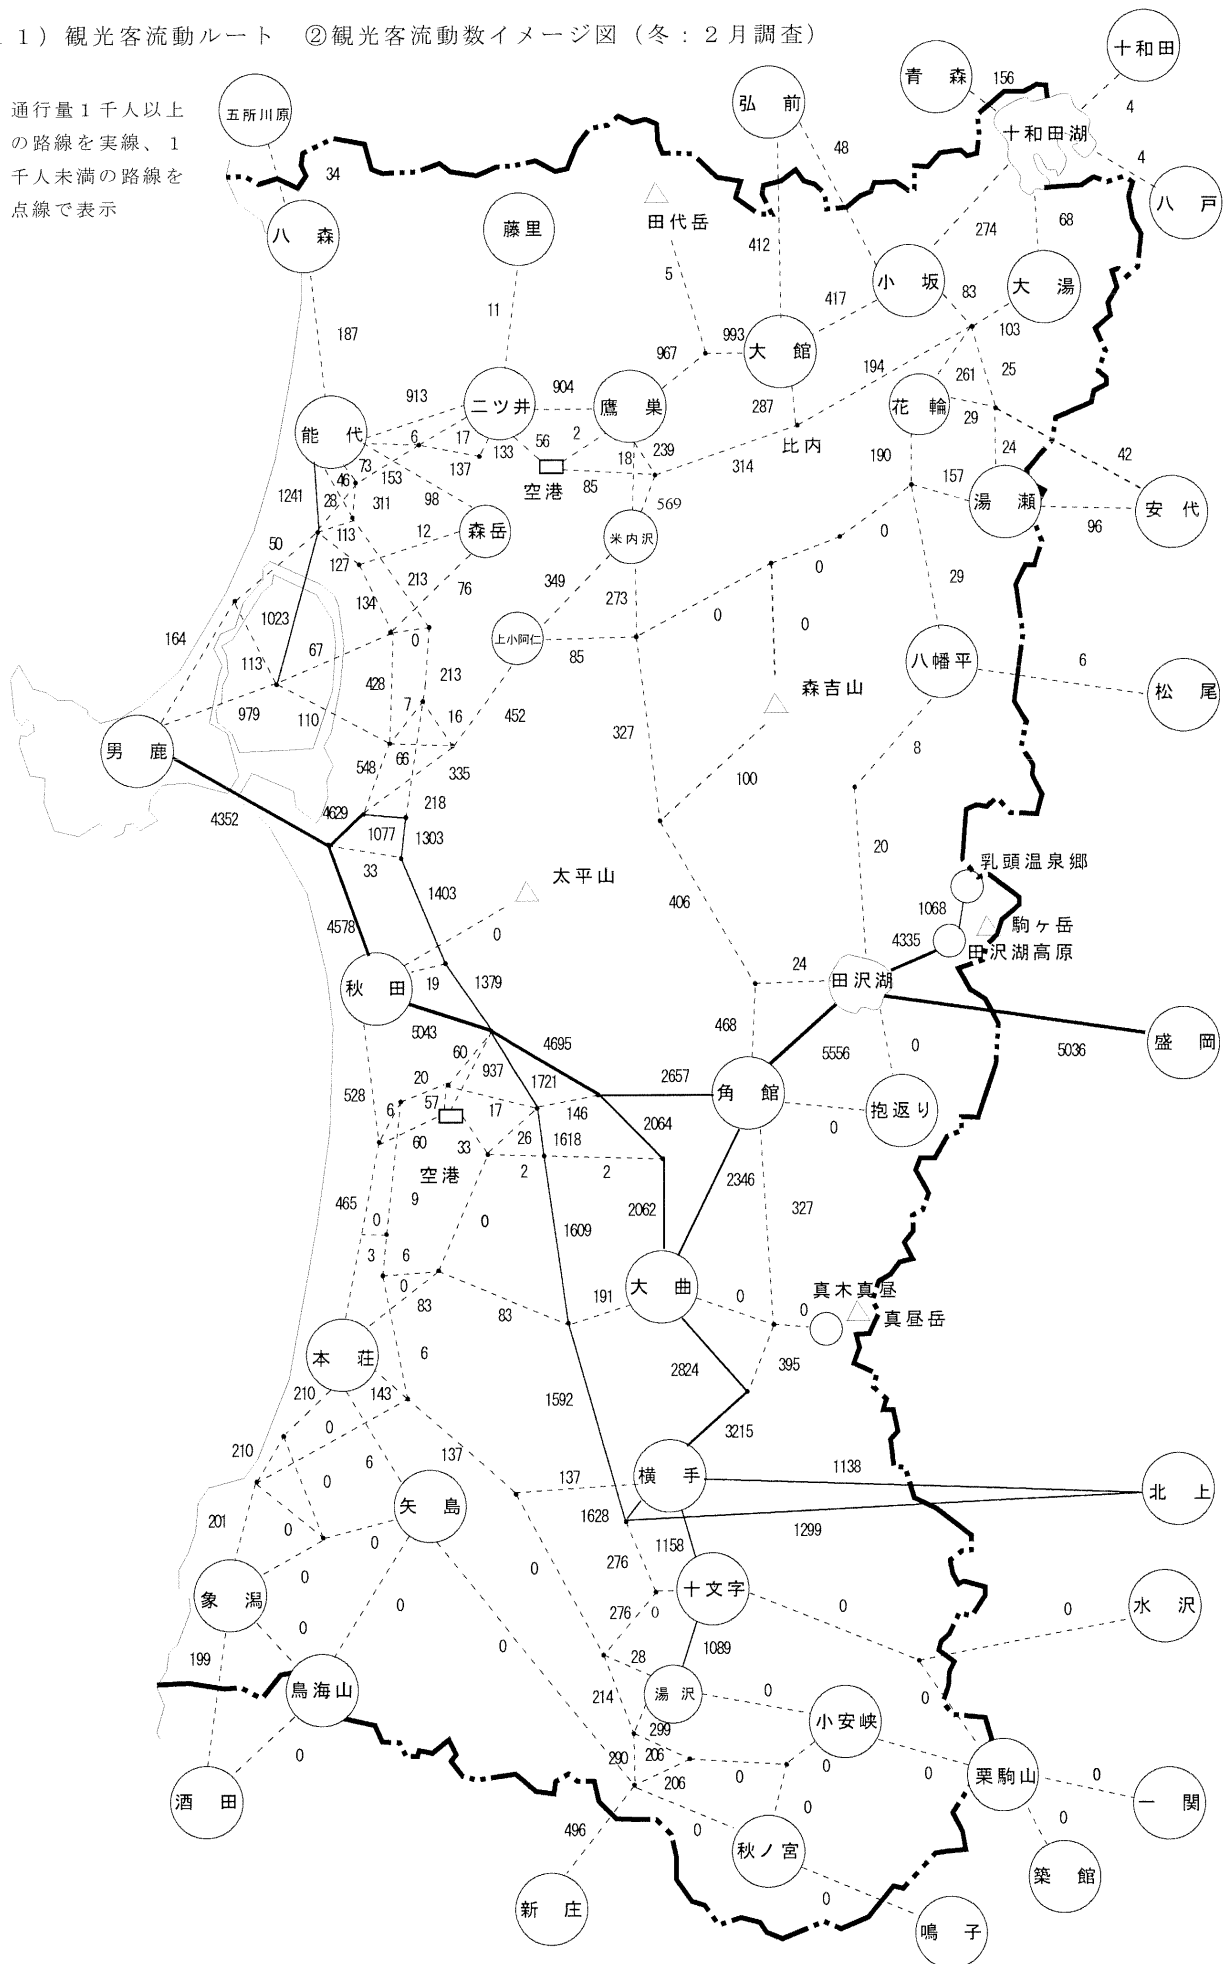 1）観光客流動ルート　②観光客流動数イメージ図（冬：２月調査）
通行量１千人以上
の路線を実線、１
千人未満の路線を
点線で表示
十和田
青森 156
弘前
五所川原
4
十和田湖
48
4
34
八戸
藤里
田代岳
八森
412
274
68
5
小坂
大湯
83
11
417
187
993
103
967
大館
194
261 25
913
904
二ツ井
鷹巣
287
花輪
29
能代
6
17
56
2
比内
133
239
18
190
24
42
73
153
137
314
46
空港
85
157
1241
28
311
98
569
湯瀬
安代
96
113
12
森岳
米内沢
0
50
127
213
76
349
0
29
134
273
1023
67
0
0
0
164
上小阿仁
85
113
八幡平
6
428
213
森吉山
松尾
979
110
7
16
452
327
男鹿
66
8
548
335
100
4629
218
4352
1077
1303
20
33
乳頭温泉郷
太平山
1403
1068
406
4578
駒ヶ岳
0
4335
田沢湖高原
24
秋田
19
1379
田沢湖
5043
468
4695
盛岡
60
5556
0
5036
937
20
1721
2657
528
角館
6
57
17
146
抱返り
2064
60
33
26
1618
0
空港
2
2
2346
465
9
327
0
0
1609
2062
3
6
大曲
0
真木真昼
0
191
0
真昼岳
83
83
本荘
6
2824
395
210
143
1592
0
3215
210
6
137
0
137
横手
1138
矢島
北上
201
0
1628
1299
0
1158
276
0
0
象潟
十文字
水沢
0
276
0
0
0
0
0
1089
199
28
湯沢
0
鳥海山
214
0
小安峡
299
0
290
206
栗駒山
0
酒田
206
0
0
0
一関
0
0
496
0
秋ノ宮
築館
新庄
0
鳴子